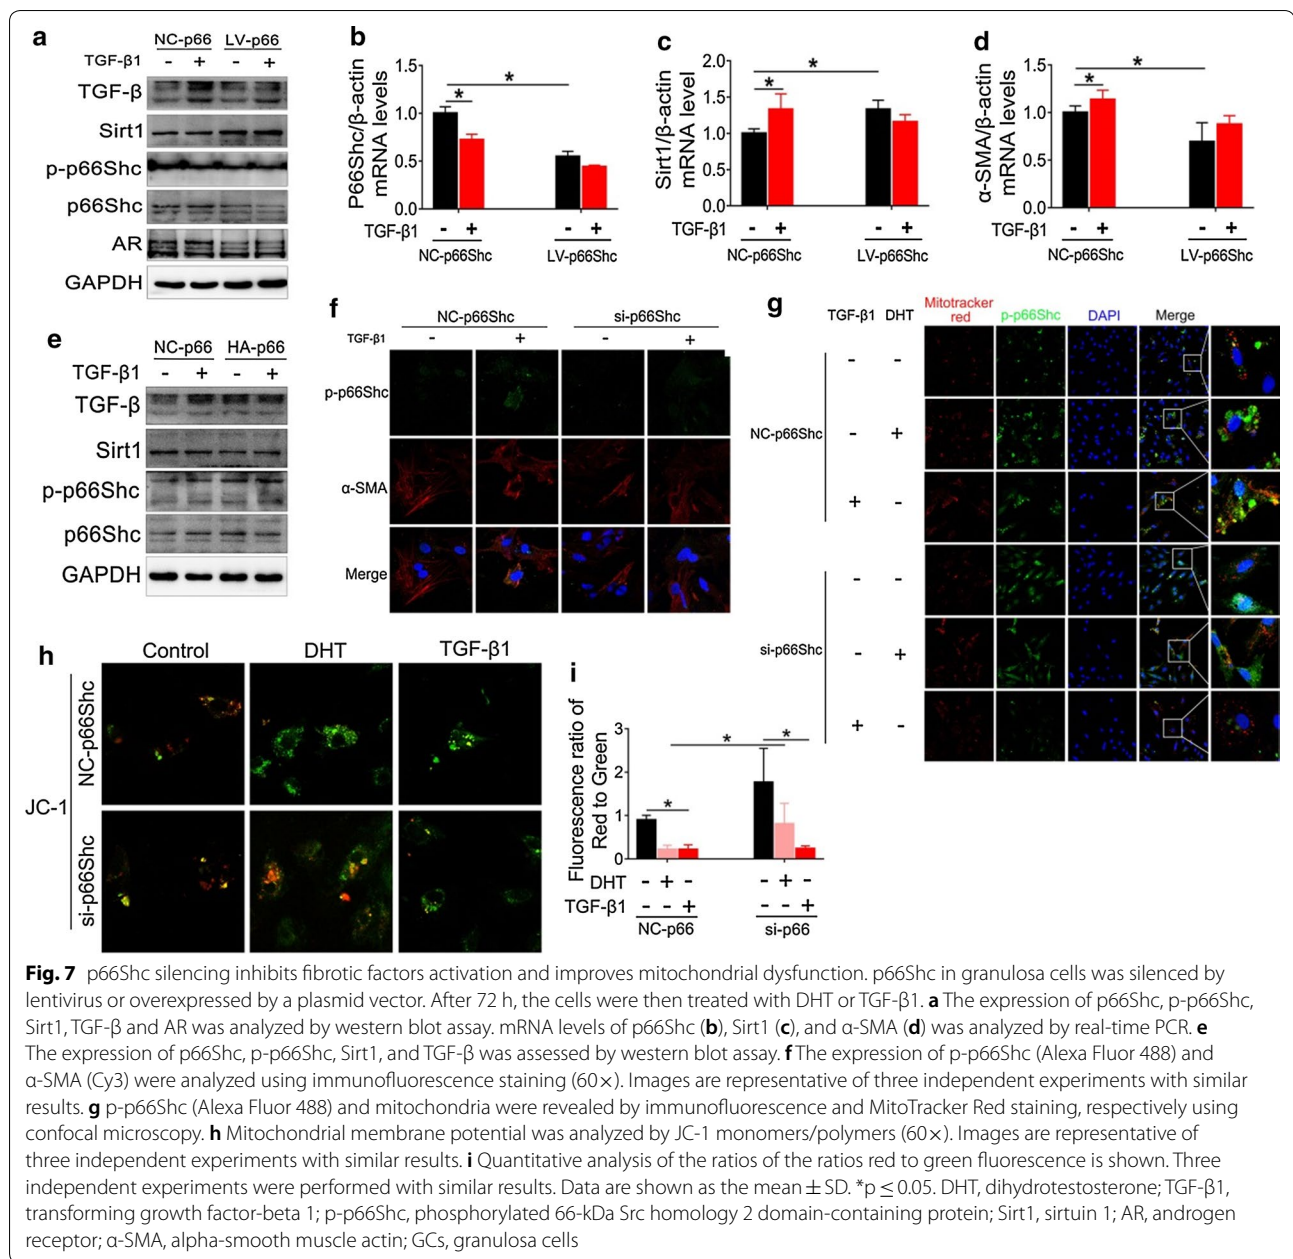 a
NC-p66 LV-p66
TGF-β1 - + - +
TGF-β
Sirt1
p-p66Shc
p66Shc
AR
GAPDH
b
P66Shc/β-actin
mRNA levels
1.5
1.0
0.5
0.0
*
*
TGF-β1 - + - +
NC-p66Shc LV-p66Shc
c
Sirt1/β-actin
mRNA level
2.0
1.5
1.0
0.5
0.0
*
*
TGF-β1 - + - +
NC-p66Shc LV-p66Shc
d
α-SMA/β-actin
mRNA levels
1.5
1.0
0.5
0.0
*
*
TGF-β1 - + - +
NC-p66Shc LV-p66Shc
e
NC-p66 HA-p66
TGF-β1 - + - +
TGF-β
Sirt1
p-p66Shc
p66Shc
GAPDH
f
NC-p66Shc si-p66Shc
TGF-β1 - + - +
p-p66Shc
α-SMA
Merge
g
TGF-β1 DHT Mitotracker red p-p66Shc DAPI Merge
- -
NC-p66Shc - +
+ -
- -
si-p66Shc - +
+ -
h
Control DHT TGF-β1
JC-1
NC-p66Shc
si-p66Shc
i
Fluorescence ratio of
Red to Green
3
2
1
0
*
*
*
DHT - + - - + -
TGF-β1 - - + - - +
NC-p66 si-p66
Fig. 7 p66Shc silencing inhibits fibrotic factors activation and improves mitochondrial dysfunction. p66Shc in granulosa cells was silenced by
lentivirus or overexpressed by a plasmid vector. After 72 h, the cells were then treated with DHT or TGF-β1. a The expression of p66Shc, p-p66Shc,
Sirt1, TGF-β and AR was analyzed by western blot assay. mRNA levels of p66Shc (b), Sirt1 (c), and α-SMA (d) was analyzed by real-time PCR. e
The expression of p66Shc, p-p66Shc, Sirt1, and TGF-β was assessed by western blot assay. f The expression of p-p66Shc (Alexa Fluor 488) and
α-SMA (Cy3) were analyzed using immunofluorescence staining (60×). Images are representative of three independent experiments with similar
results. g p-p66Shc (Alexa Fluor 488) and mitochondria were revealed by immunofluorescence and MitoTracker Red staining, respectively using
confocal microscopy. h Mitochondrial membrane potential was analyzed by JC-1 monomers/polymers (60×). Images are representative of
three independent experiments with similar results. i Quantitative analysis of the ratios of the ratios red to green fluorescence is shown. Three
independent experiments were performed with similar results. Data are shown as the mean ± SD. *p ≤ 0.05. DHT, dihydrotestosterone; TGF-β1,
transforming growth factor-beta 1; p-p66Shc, phosphorylated 66-kDa Src homology 2 domain-containing protein; Sirt1, sirtuin 1; AR, androgen
receptor; α-SMA, alpha-smooth muscle actin; GCs, granulosa cells